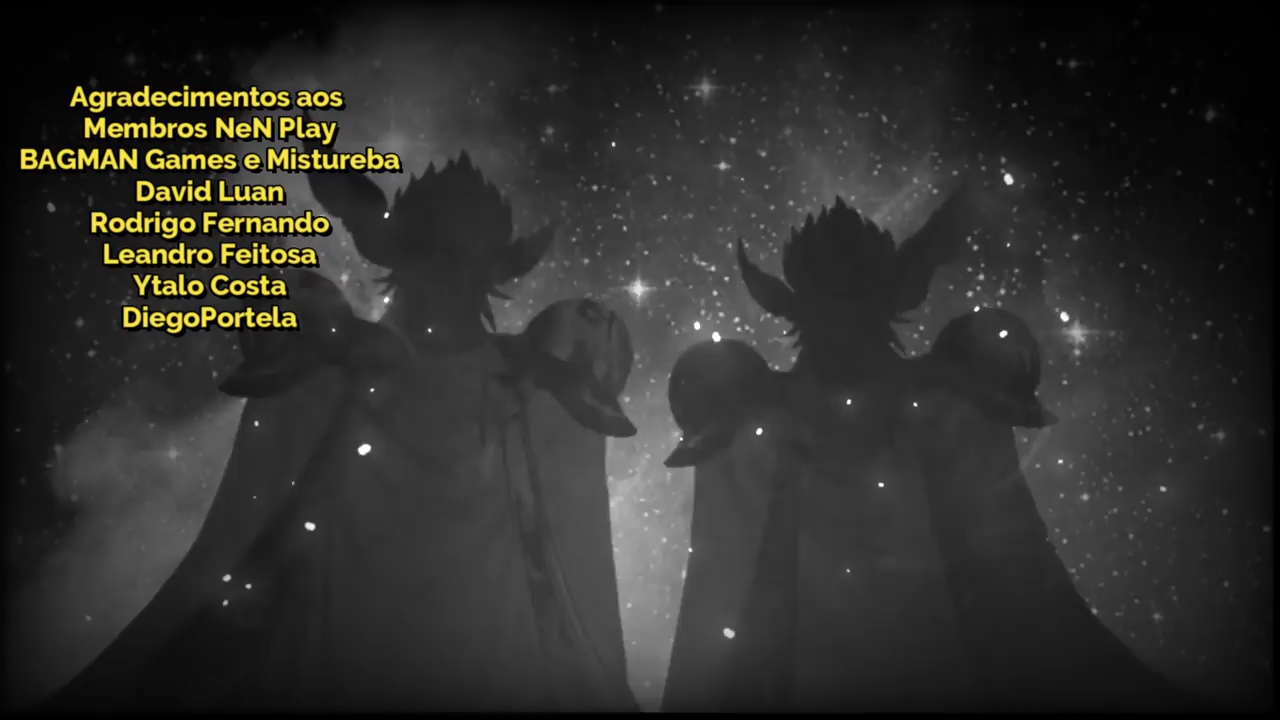 Agradecimentos aos
Membros NeN Play
BAGMAN Games e Mistureba
David Luan
Rodrigo Fernando
Leandro Feitosa
Ytalo Costa
DiegoPortela